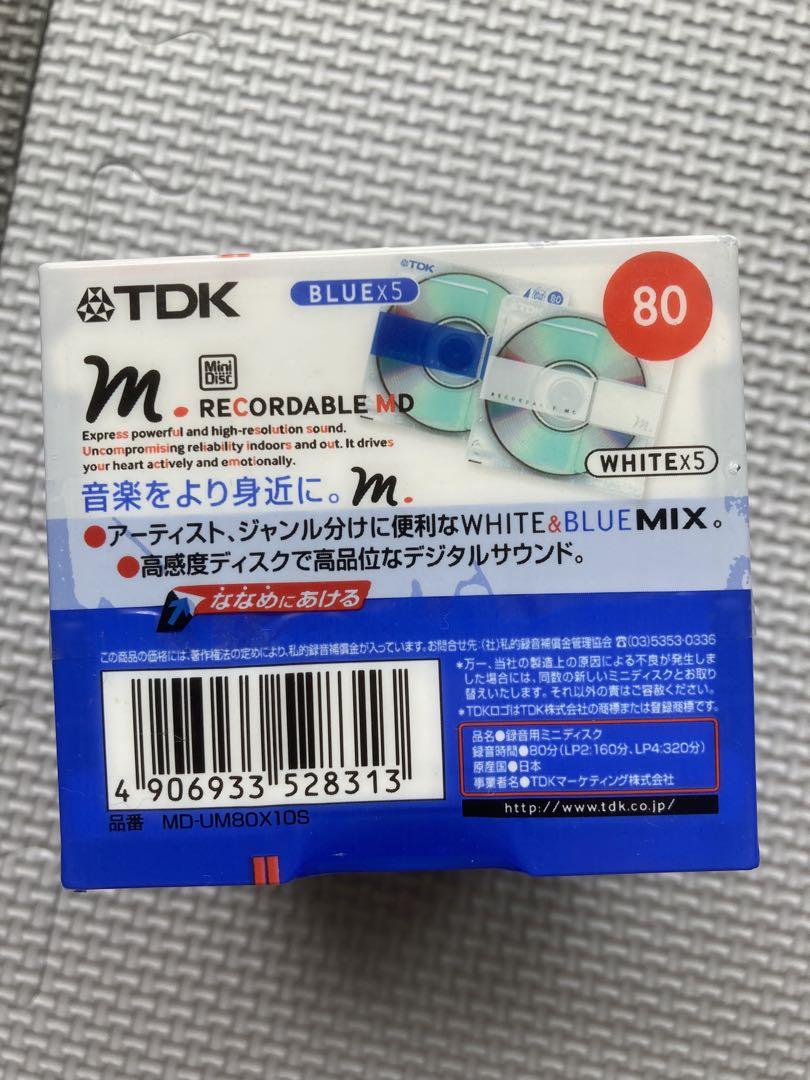 TDK
BLUEx5
TDK
80
80
TDK
Mini Disc
m. RECORDABLE MD
RECORDABLE MD
m.
WHITEx5
Express powerful and high-resolution sound.
Uncompromising reliability indoors and out. It drives
your heart actively and emotionally.
音楽をより身近に。m.
●アーティスト、ジャンル分けに便利なWHITE&BLUE MIX。
●高感度ディスクで高品位なデジタルサウンド。
ななめにあける
この商品の価格には、著作権法の定めにより、私的録音補償金が入っています。お問合せ先:(社)私的録音補償金管理協会 ☎(03)5353-0336
*万一、当社の製造上の原因による不良が発生しま
した場合には、同数の新しいミニディスクとお取り
替えいたします。それ以外の責はご容赦ください。
*TDKロゴはTDK株式会社の商標または登録商標です。
品名●録音用ミニディスク
録音時間●80分(LP2:160分、LP4:320分)
原産国●日本
事業者名●TDKマーケティング株式会社
http://www.tdk.co.jp/
4 906933 528313
品番 MD-UM80X10S